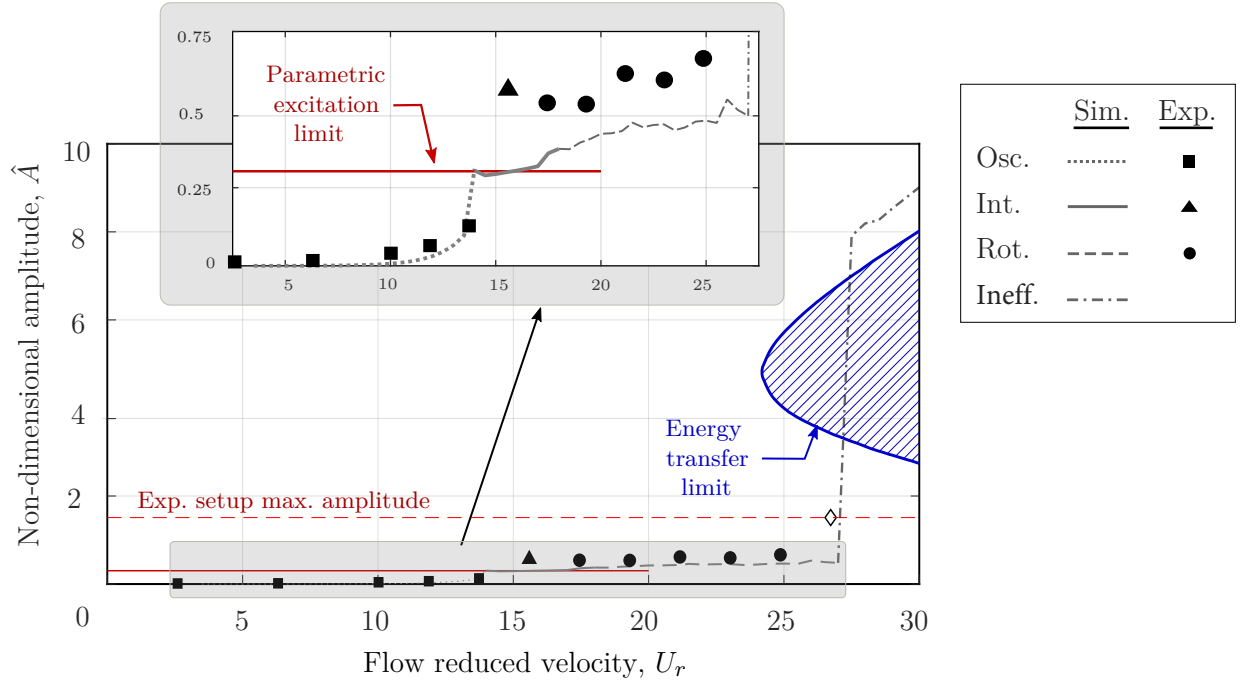 0.75
Parametric
excitation
limit
0.5
0.25
0
5 10 15 20 25
Sim. Exp.
Osc.
Int.
Rot.
Ineff.
10
8
6
4
2
0
Non-dimensional amplitude, Â
Energy
transfer
limit
Exp. setup max. amplitude
5 10 15 20 25 30
Flow reduced velocity, U_r